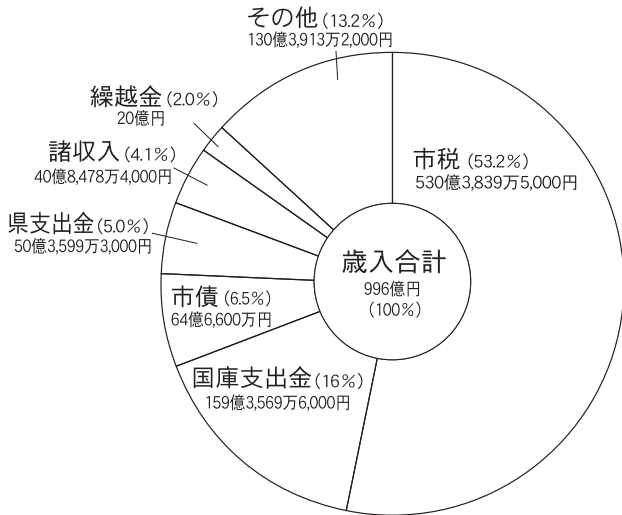 その他(13.2%)
130億3,913万2,000円
繰越金(2.0%)
20億円
諸収入(4.1%)
40億8,478万4,000円
県支出金(5.0%)
50億3,599万3,000円
市債(6.5%)
64億6,600万円
国庫支出金(16%)
159億3,569万6,000円
市税(53.2%)
530億3,839万5,000円
歳入合計
996億円
(100%)